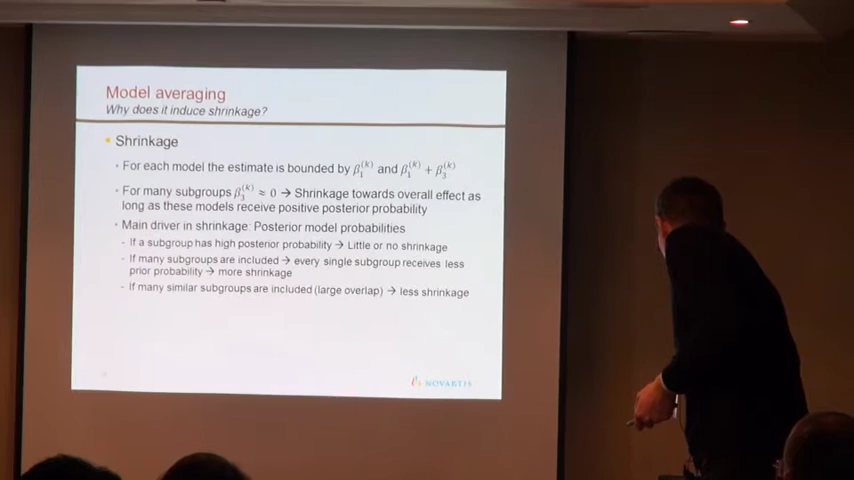 Model averaging
Why does it induce shrinkage?
• Shrinkage
• For each model the estimate is bounded by β₁⁽ᵏ⁾ and β₁⁽ᵏ⁾ + β₃⁽ᵏ⁾
• For many subgroups β₃⁽ᵏ⁾ ≈ 0 → Shrinkage towards overall effect as
long as these models receive positive posterior probability
• Main driver in shrinkage: Posterior model probabilities
- If a subgroup has high posterior probability → Little or no shrinkage
- If many subgroups are included → every single subgroup receives less
prior probability → more shrinkage
- If many similar subgroups are included (large overlap) → less shrinkage
NOVARTIS